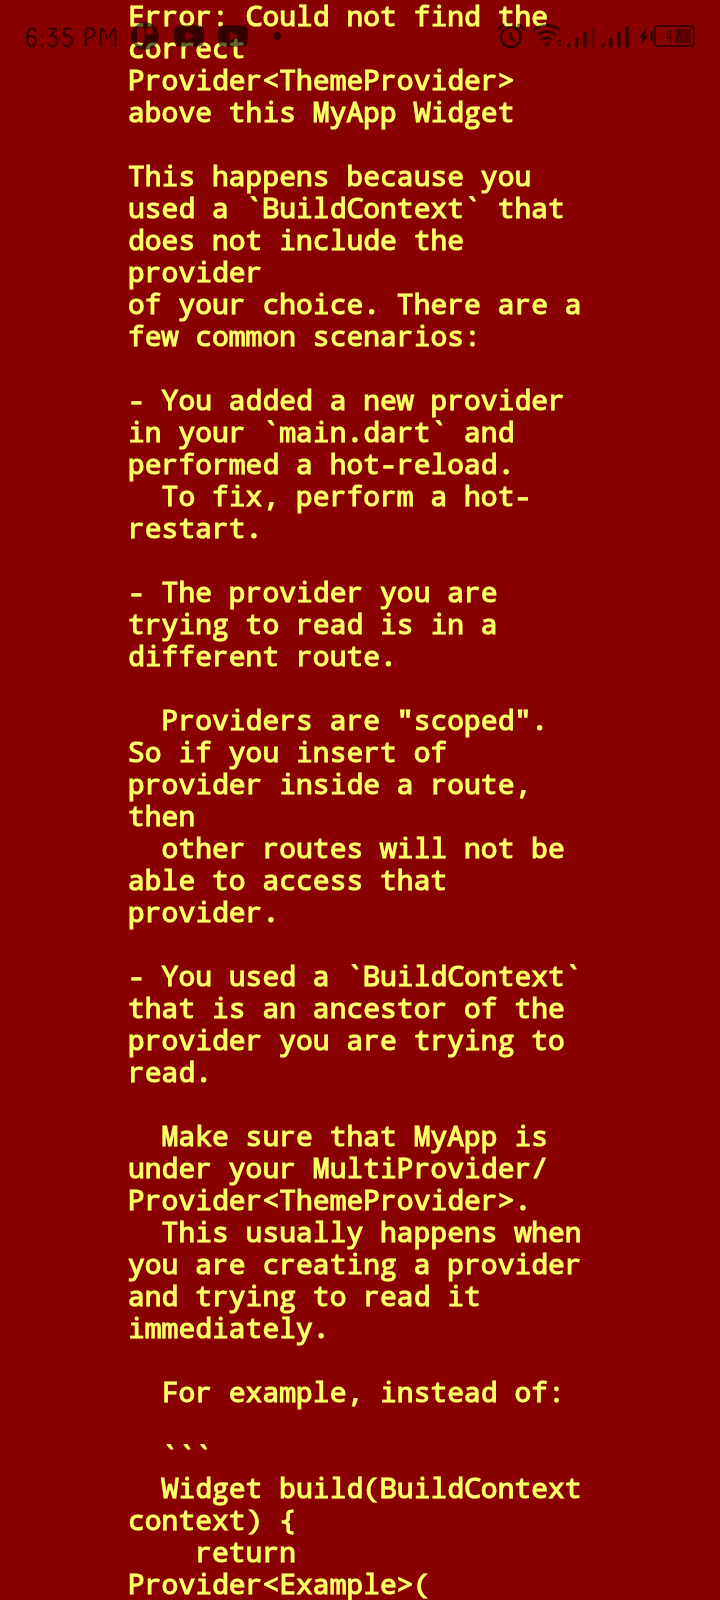 Error: Could not find the
6:35 PM
correct
47
Provider<ThemeProvider>
above this MyApp Widget
This happens because you
used a `BuildContext` that
does not include the
provider
of your choice. There are a
few common scenarios:
- You added a new provider
in your `main.dart` and
performed a hot-reload.
To fix, perform a hot-
restart.
- The provider you are
trying to read is in a
different route.
Providers are "scoped".
So if you insert of
provider inside a route,
then
other routes will not be
able to access that
provider.
- You used a `BuildContext`
that is an ancestor of the
provider you are trying to
read.
Make sure that MyApp is
under your MultiProvider/
Provider<ThemeProvider>.
This usually happens when
you are creating a provider
and trying to read it
immediately.
For example, instead of:
```
Widget build(BuildContext
context) {
return
Provider<Example>(